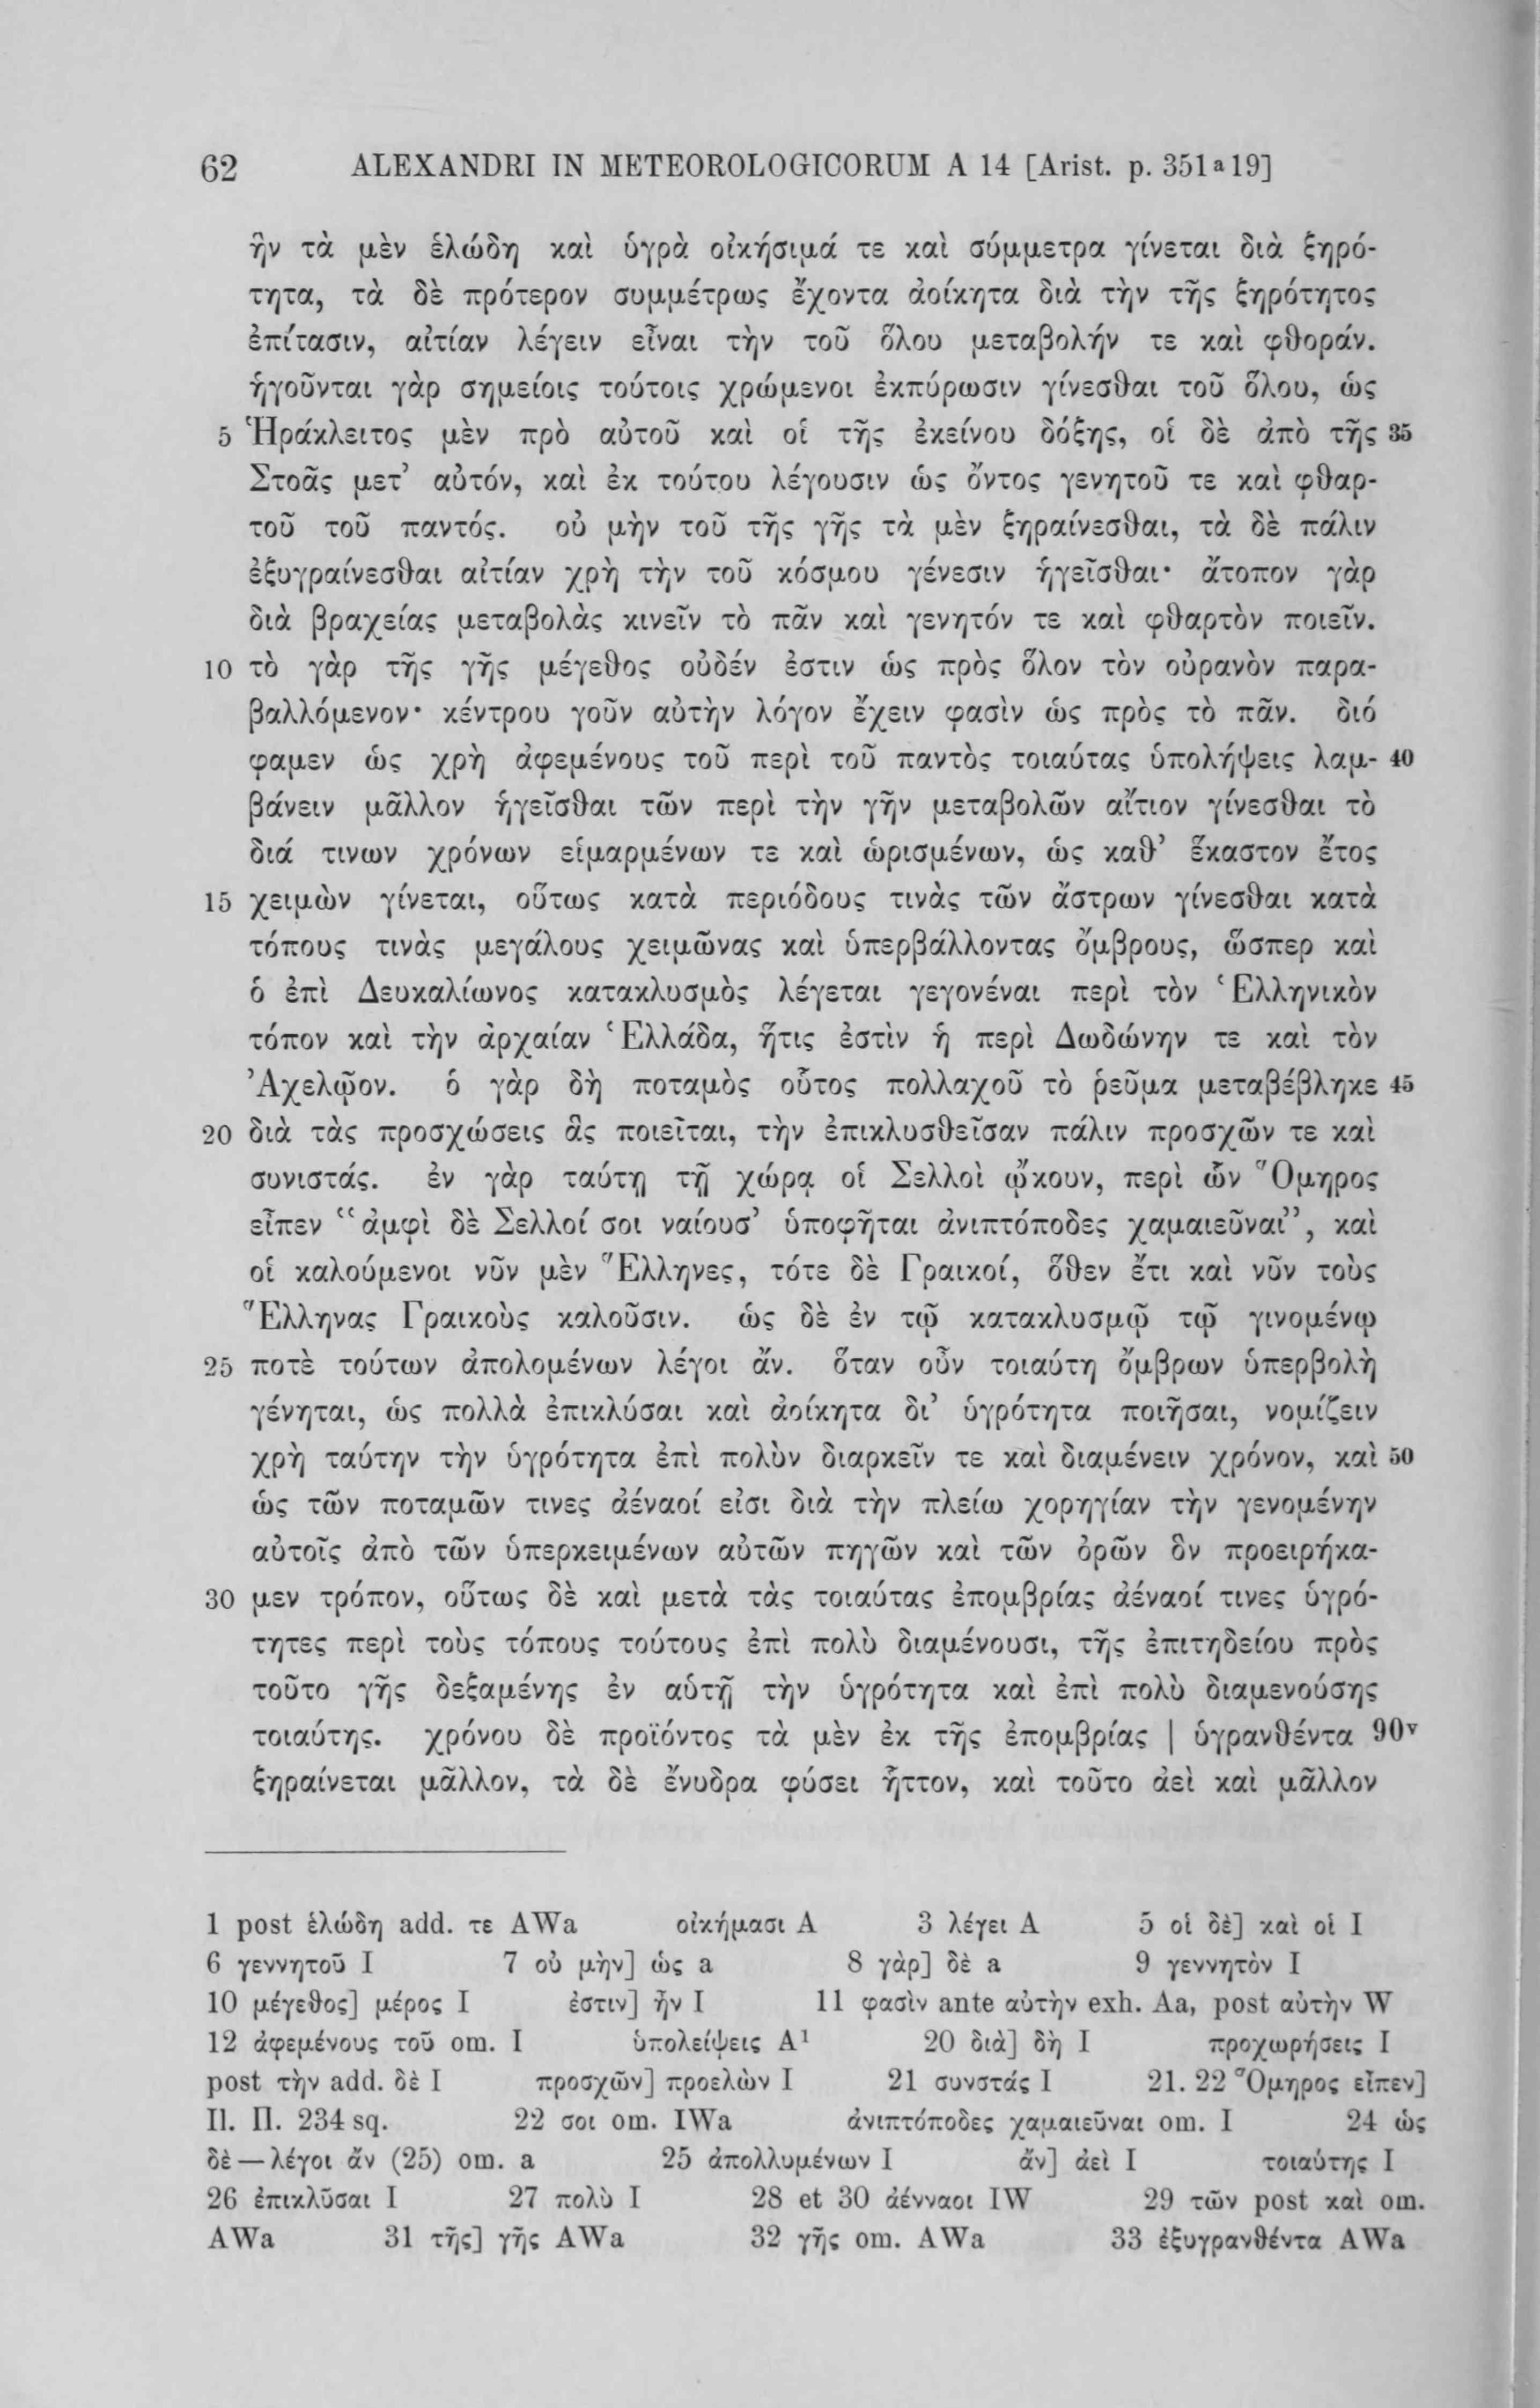 62 ALEXANDRI IN METEOROLOGICORUM A 14 [Arist. p. 351a19]
ἣν τὰ μὲν ἑλώδη καὶ ὑγρὰ οἰκήσιμά τε καὶ σύμμετρα γίνεται διὰ ξηρό-
τητα, τὰ δὲ πρότερον συμμέτρως ἔχοντα ἀοίκητα διὰ τὴν τῆς ξηρότητος
ἐπίτασιν, αἰτίαν λέγειν εἶναι τὴν τοῦ ὅλου μεταβολήν τε καὶ φθοράν.
ἡγοῦνται γὰρ σημείοις τούτοις χρώμενοι ἐκπύρωσιν γίνεσθαι τοῦ ὅλου, ὡς
5 Ἡράκλειτος μὲν πρὸ αὐτοῦ καὶ οἱ τῆς ἐκείνου δόξης, οἱ δὲ ἀπὸ τῆς 35
Στοᾶς μετ’ αὐτόν, καὶ ἐκ τούτου λέγουσιν ὡς ὄντος γενητοῦ τε καὶ φθαρ-
τοῦ τοῦ παντός. οὐ μὴν τοῦ τῆς γῆς τὰ μὲν ξηραίνεσθαι, τὰ δὲ πάλιν
ἐξυγραίνεσθαι αἰτίαν χρὴ τὴν τοῦ κόσμου γένεσιν ἡγεῖσθαι· ἄτοπον γὰρ
διὰ βραχείας μεταβολὰς κινεῖν τὸ πᾶν καὶ γενητόν τε καὶ φθαρτὸν ποιεῖν.
10 τὸ γὰρ τῆς γῆς μέγεθος οὐδέν ἐστιν ὡς πρὸς ὅλον τὸν οὐρανὸν παρα-
βαλλόμενον· κέντρου γοῦν αὐτὴν λόγον ἔχειν φασὶν ὡς πρὸς τὸ πᾶν. διό
φαμεν ὡς χρὴ ἀφεμένους τοῦ περὶ τοῦ παντὸς τοιαύτας ὑπολήψεις λαμ- 40
βάνειν μᾶλλον ἡγεῖσθαι τῶν περὶ τὴν γῆν μεταβολῶν αἴτιον γίνεσθαι τὸ
διά τινων χρόνων εἱμαρμένων τε καὶ ὡρισμένων, ὡς καθ’ ἕκαστον ἔτος
15 χειμὼν γίνεται, οὕτως κατὰ περιόδους τινὰς τῶν ἄστρων γίνεσθαι κατὰ
τόπους τινὰς μεγάλους χειμῶνας καὶ ὑπερβάλλοντας ὄμβρους, ὥσπερ καὶ
ὁ ἐπὶ Δευκαλίωνος κατακλυσμὸς λέγεται γεγονέναι περὶ τὸν Ἑλληνικὸν
τόπον καὶ τὴν ἀρχαίαν Ἑλλάδα, ἥτις ἐστὶν ἡ περὶ Δωδώνην τε καὶ τὸν
Ἀχελῷον. ὁ γὰρ δὴ ποταμὸς οὗτος πολλαχοῦ τὸ ῥεῦμα μεταβέβληκε 45
20 διὰ τὰς προσχώσεις ἃς ποιεῖται, τὴν ἐπικλυσθεῖσαν πάλιν προσχῶν τε καὶ
συνιστάς. ἐν γὰρ ταύτῃ τῇ χώρᾳ οἱ Σελλοὶ ᾤκουν, περὶ ὧν Ὅμηρος
εἶπεν “ἀμφὶ δὲ Σελλοί σοι ναίουσ’ ὑποφῆται ἀνιπτόποδες χαμαιεῦναι”, καὶ
οἱ καλούμενοι νῦν μὲν Ἕλληνες, τότε δὲ Γραικοί, ὅθεν ἔτι καὶ νῦν τοὺς
Ἕλληνας Γραικοὺς καλοῦσιν. ὡς δὲ ἐν τῷ κατακλυσμῷ τῷ γινομένῳ
25 ποτὲ τούτων ἀπολομένων λέγοι ἄν. ὅταν οὖν τοιαύτη ὄμβρων ὑπερβολὴ
γένηται, ὡς πολλὰ ἐπικλύσαι καὶ ἀοίκητα δι’ ὑγρότητα ποιῆσαι, νομίζειν
χρὴ ταύτην τὴν ὑγρότητα ἐπὶ πολὺν διαρκεῖν τε καὶ διαμένειν χρόνον, καὶ 50
ὡς τῶν ποταμῶν τινες ἀέναοί εἰσι διὰ τὴν πλείω χορηγίαν τὴν γενομένην
αὐτοῖς ἀπὸ τῶν ὑπερκειμένων αὐτῶν πηγῶν καὶ τῶν ὀρῶν ὃν προειρήκα-
30 μεν τρόπον, οὕτως δὲ καὶ μετὰ τὰς τοιαύτας ἐπομβρίας ἀέναοί τινες ὑγρό-
τητες περὶ τοὺς τόπους τούτους ἐπὶ πολὺ διαμένουσι, τῆς ἐπιτηδείου πρὸς
τοῦτο γῆς δεξαμένης ἐν αὑτῇ τὴν ὑγρότητα καὶ ἐπὶ πολὺ διαμενούσης
τοιαύτης. χρόνου δὲ προϊόντος τὰ μὲν ἐκ τῆς ἐπομβρίας | ὑγρανθέντα 90v
ξηραίνεται μᾶλλον, τὰ δὲ ἔνυδρα φύσει ἧττον, καὶ τοῦτο ἀεὶ καὶ μᾶλλον
1 post ἑλώδη add. τε AWa οἰκήμασι A 3 λέγει A 5 οἱ δὲ] καὶ οἱ I
6 γεννητοῦ I 7 οὐ μὴν] ὡς a 8 γὰρ] δὲ a 9 γεννητὸν I
10 μέγεθος] μέρος I ἐστιν] ἦν I 11 φασὶν ante αὐτὴν exh. Aa, post αὐτὴν W
12 ἀφεμένους τοῦ om. I ὑπολείψεις A¹ 20 διὰ] δὴ I προχωρήσεις I
post τὴν add. δὲ I προσχῶν] προελὼν I 21 συνστάς I 21. 22 Ὅμηρος εἶπεν]
Il. Π. 234 sq. 22 σοι om. IWa ἀνιπτόποδες χαμαιεῦναι om. I 24 ὡς
δὲ — λέγοι ἄν (25) om. a 25 ἀπολλυμένων I ἄν] ἀεὶ I τοιαύτης I
26 ἐπικλῦσαι I 27 πολὺ I 28 et 30 ἀένναοι IW 29 τῶν post καὶ om.
AWa 31 τῆς] γῆς AWa 32 γῆς om. AWa 33 ἐξυγρανθέντα AWa